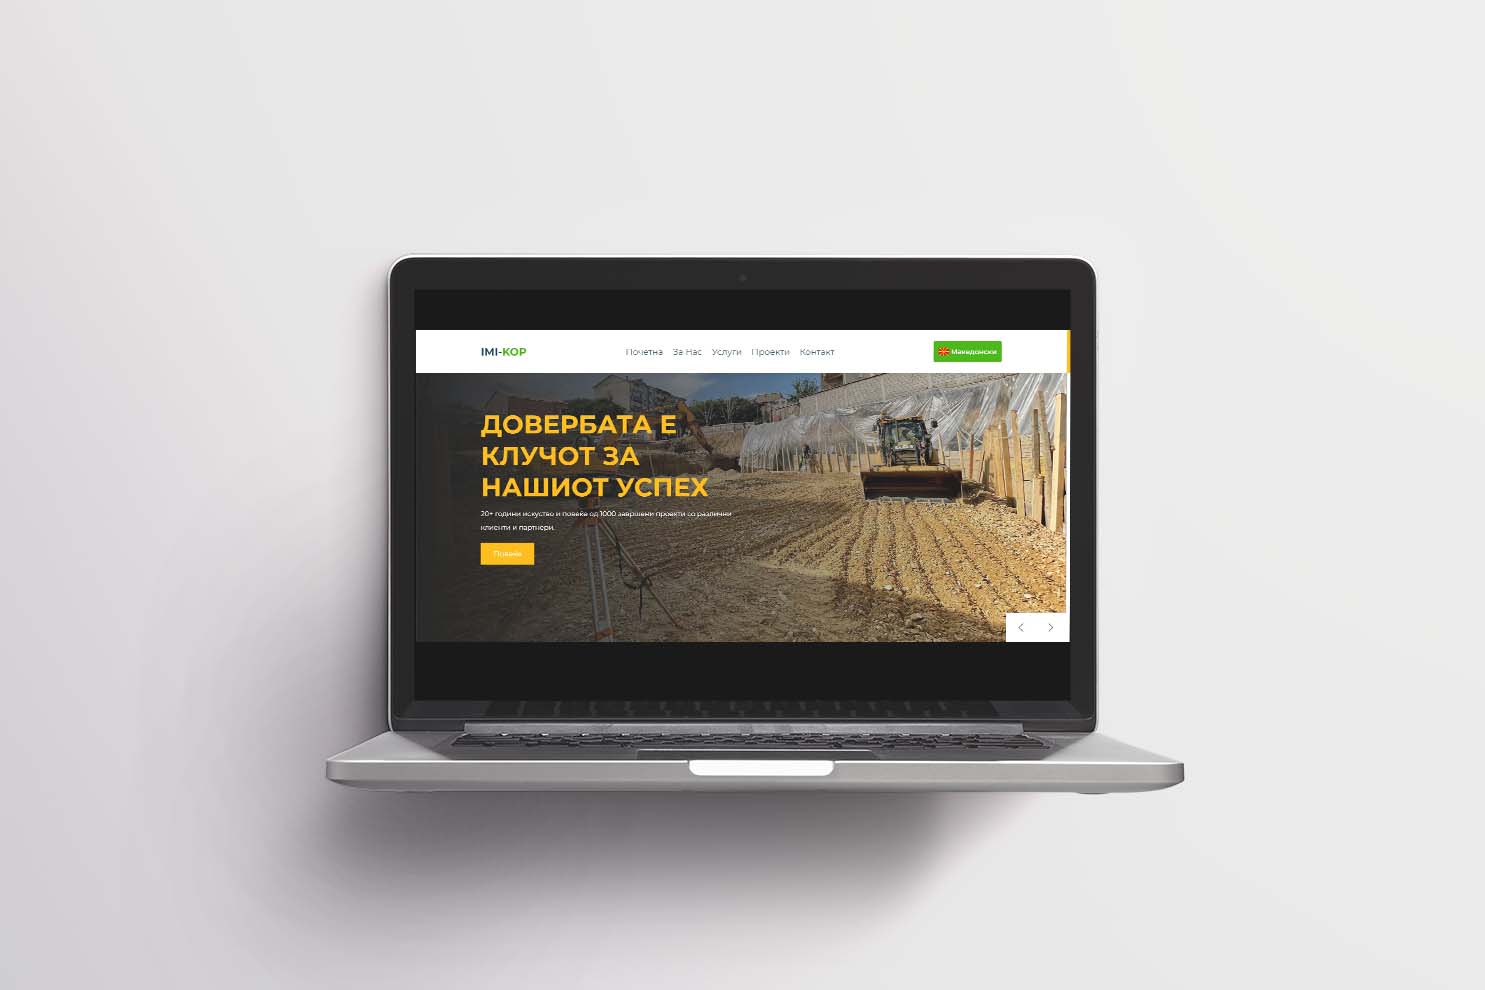 IMI-KOP
Почетна За Нас Услуги Проекти Контакт
Македонски
ДОВЕРБАТА Е
КЛУЧОТ ЗА
НАШИОТ УСПЕХ
20+ години искуство и повеќе од 1000 завршени проекти со различни
клиенти и партнери.
Повеќе